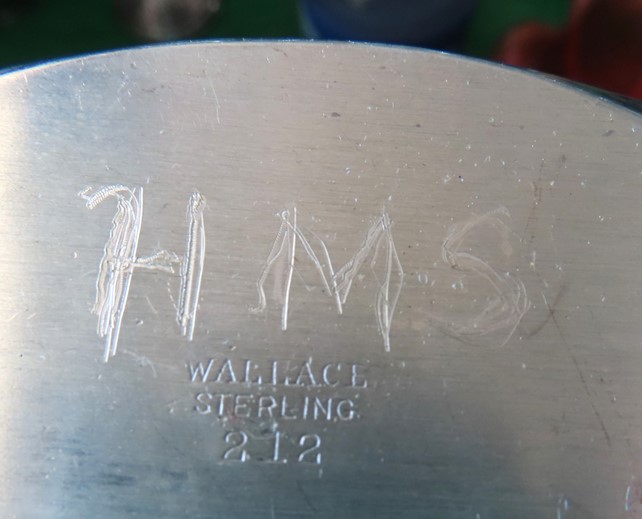 HMS
WALLACE
STERLING
212